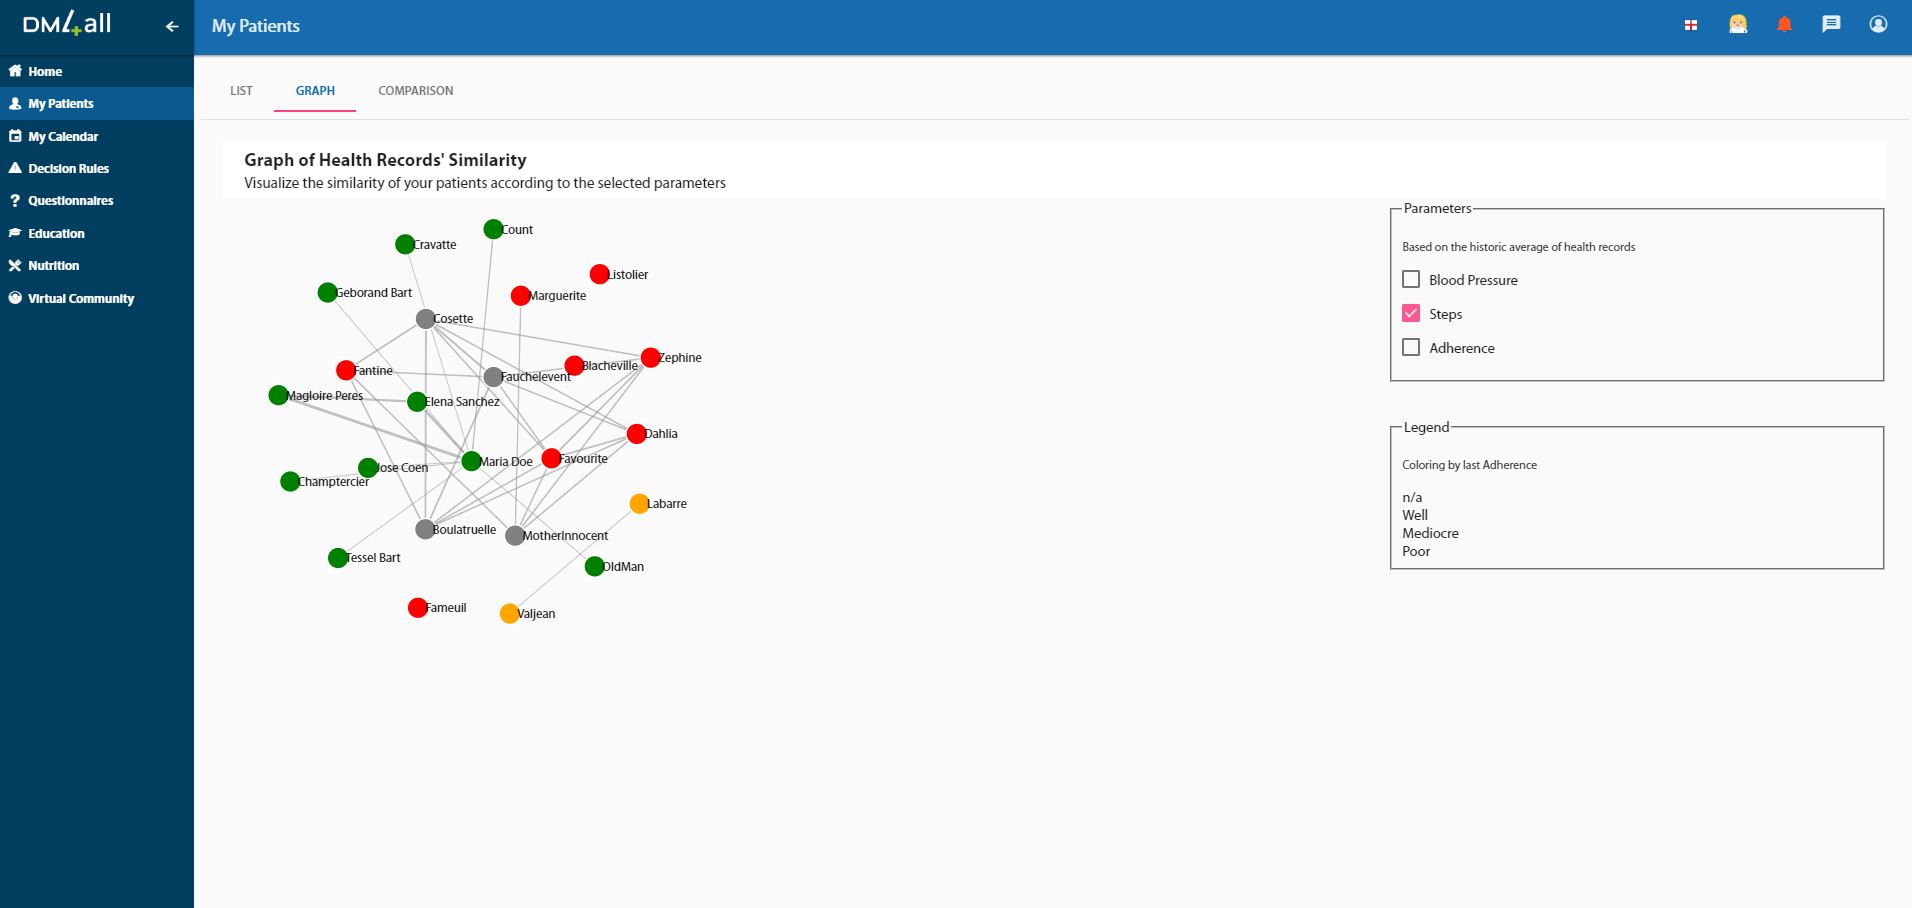 DM4all
My Patients
Home
My Patients
My Calendar
Decision Rules
Questionnaires
Education
Nutrition
Virtual Community
LIST
GRAPH
COMPARISON
Graph of Health Records' Similarity
Visualize the similarity of your patients according to the selected parameters
Count
Cravatte
Listolier
Geborand Bart
Marguerite
Cosette
Zephine
Blacheville
Fantine
Fauchelevent
Magloire Peres
Elena Sanchez
Dahlia
Favourite
Maria Doe
Jose Coen
Champtercier
Labarre
Boulatruelle
MotherInnocent
Tessel Bart
OldMan
Fameuil
Valjean
Parameters
Based on the historic average of health records
Blood Pressure
Steps
Adherence
Legend
Coloring by last Adherence
n/a
Well
Mediocre
Poor